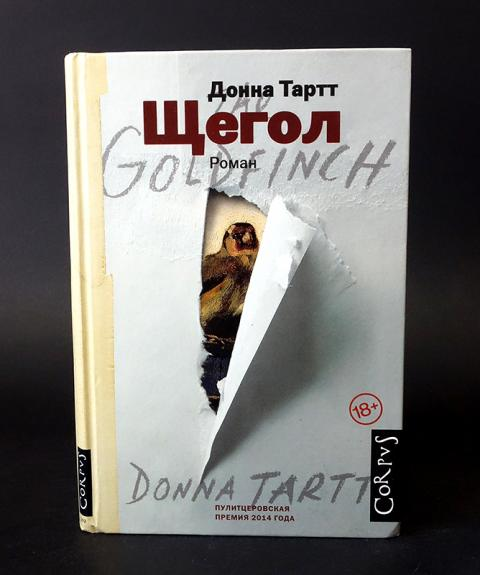 Донна Тартт
THE
Щегол
GOLDFINCH
Роман
18+
DONNA TARTT
CORPUS
ПУЛИТЦЕРОВСКАЯ
ПРЕМИЯ 2014 ГОДА
CORPUS